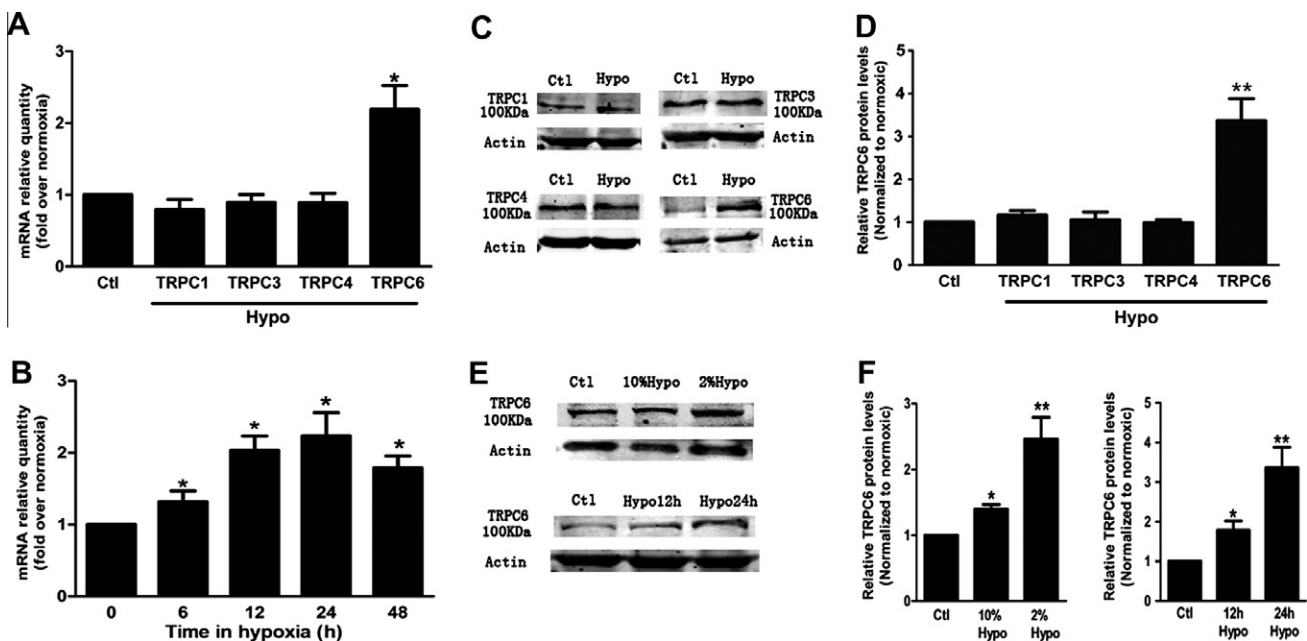 A
mRNA relative quantity
(fold over normoxia)
3
2
1
0
*
Ctl TRPC1 TRPC3 TRPC4 TRPC6
Hypo
C
Ctl Hypo
TRPC1
100KDa
Actin
Ctl Hypo
TRPC3
100KDa
Actin
Ctl Hypo
TRPC4
100KDa
Actin
Ctl Hypo
TRPC6
100KDa
Actin
D
Relative TRPC6 protein levels
(Normalized to normoxic)
5
4
3
2
1
0
**
Ctl TRPC1 TRPC3 TRPC4 TRPC6
Hypo
B
mRNA relative quantity
(fold over normoxia)
3
2
1
0
* * * *
0 6 12 24 48
Time in hypoxia (h)
E
Ctl 10%Hypo 2%Hypo
TRPC6
100KDa
Actin
Ctl Hypo12h Hypo24h
TRPC6
100KDa
Actin
F
Relative TRPC6 protein levels
(Normalized to normoxic)
3
2
1
0
* **
Ctl 10% 2%
Hypo Hypo
Relative TRPC6 protein levels
(Normalized to normoxic)
5
4
3
2
1
0
* **
Ctl 12h 24h
Hypo Hypo